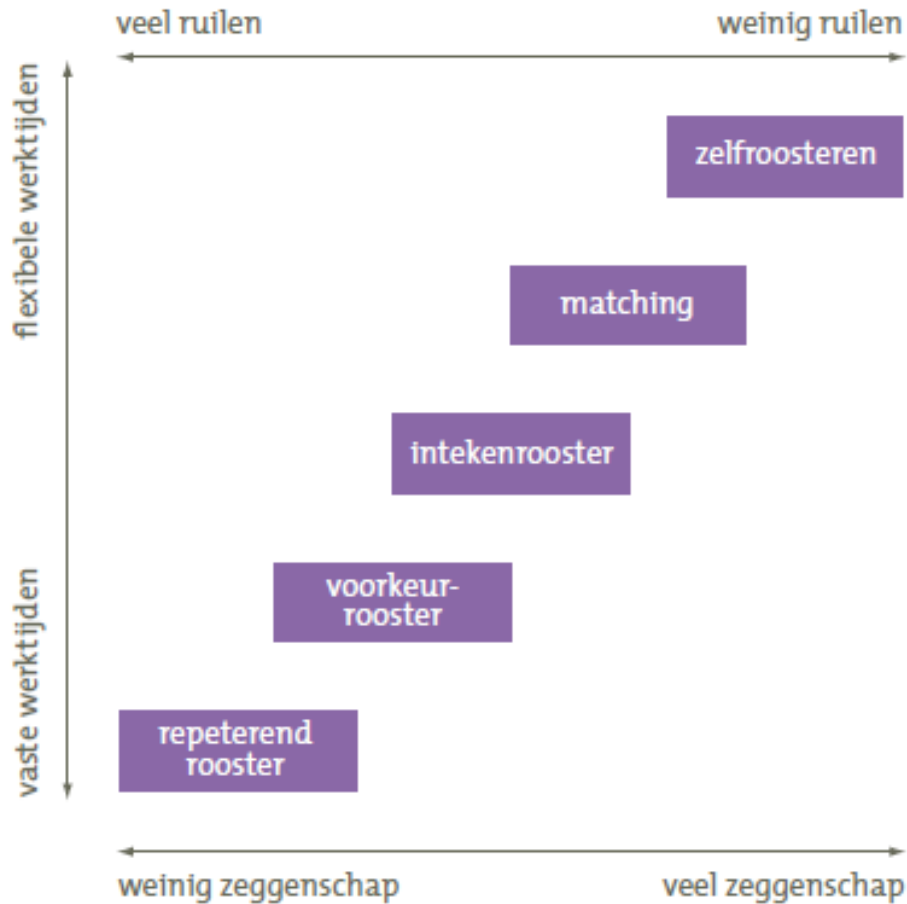 veel ruilen
weinig ruilen
flexibele werktijden
zelfroosteren
matching
intekenrooster
voorkeur-
rooster
vaste werktijden
repeterend
rooster
weinig zeggenschap
veel zeggenschap